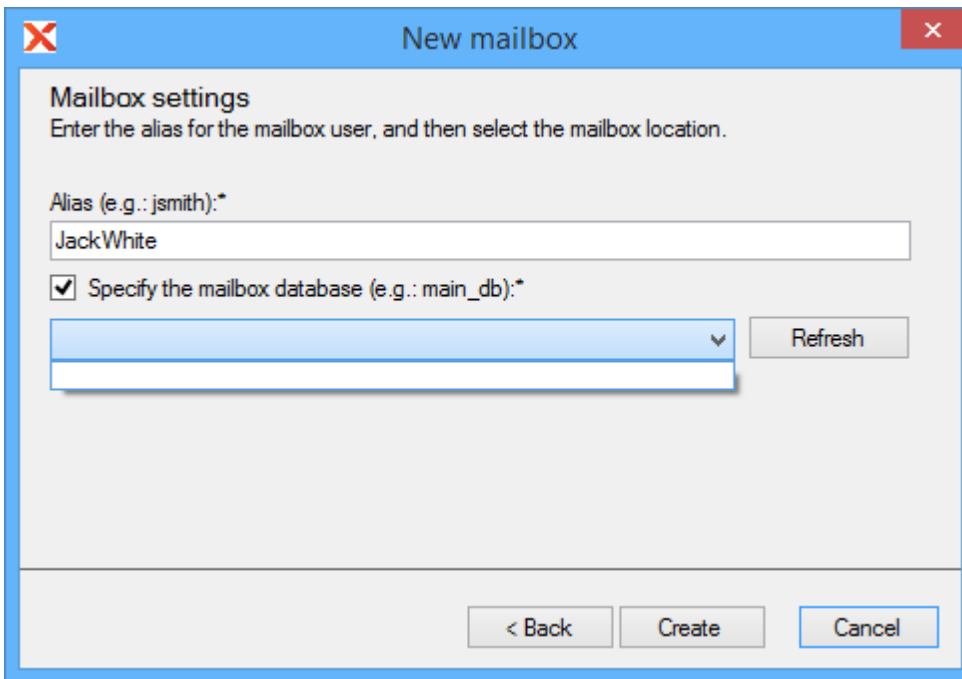 New mailbox
Mailbox settings
Enter the alias for the mailbox user, and then select the mailbox location.
Alias (e.g.: jsmith):*
JackWhite
Specify the mailbox database (e.g.: main_db):*
Refresh
< Back
Create
Cancel